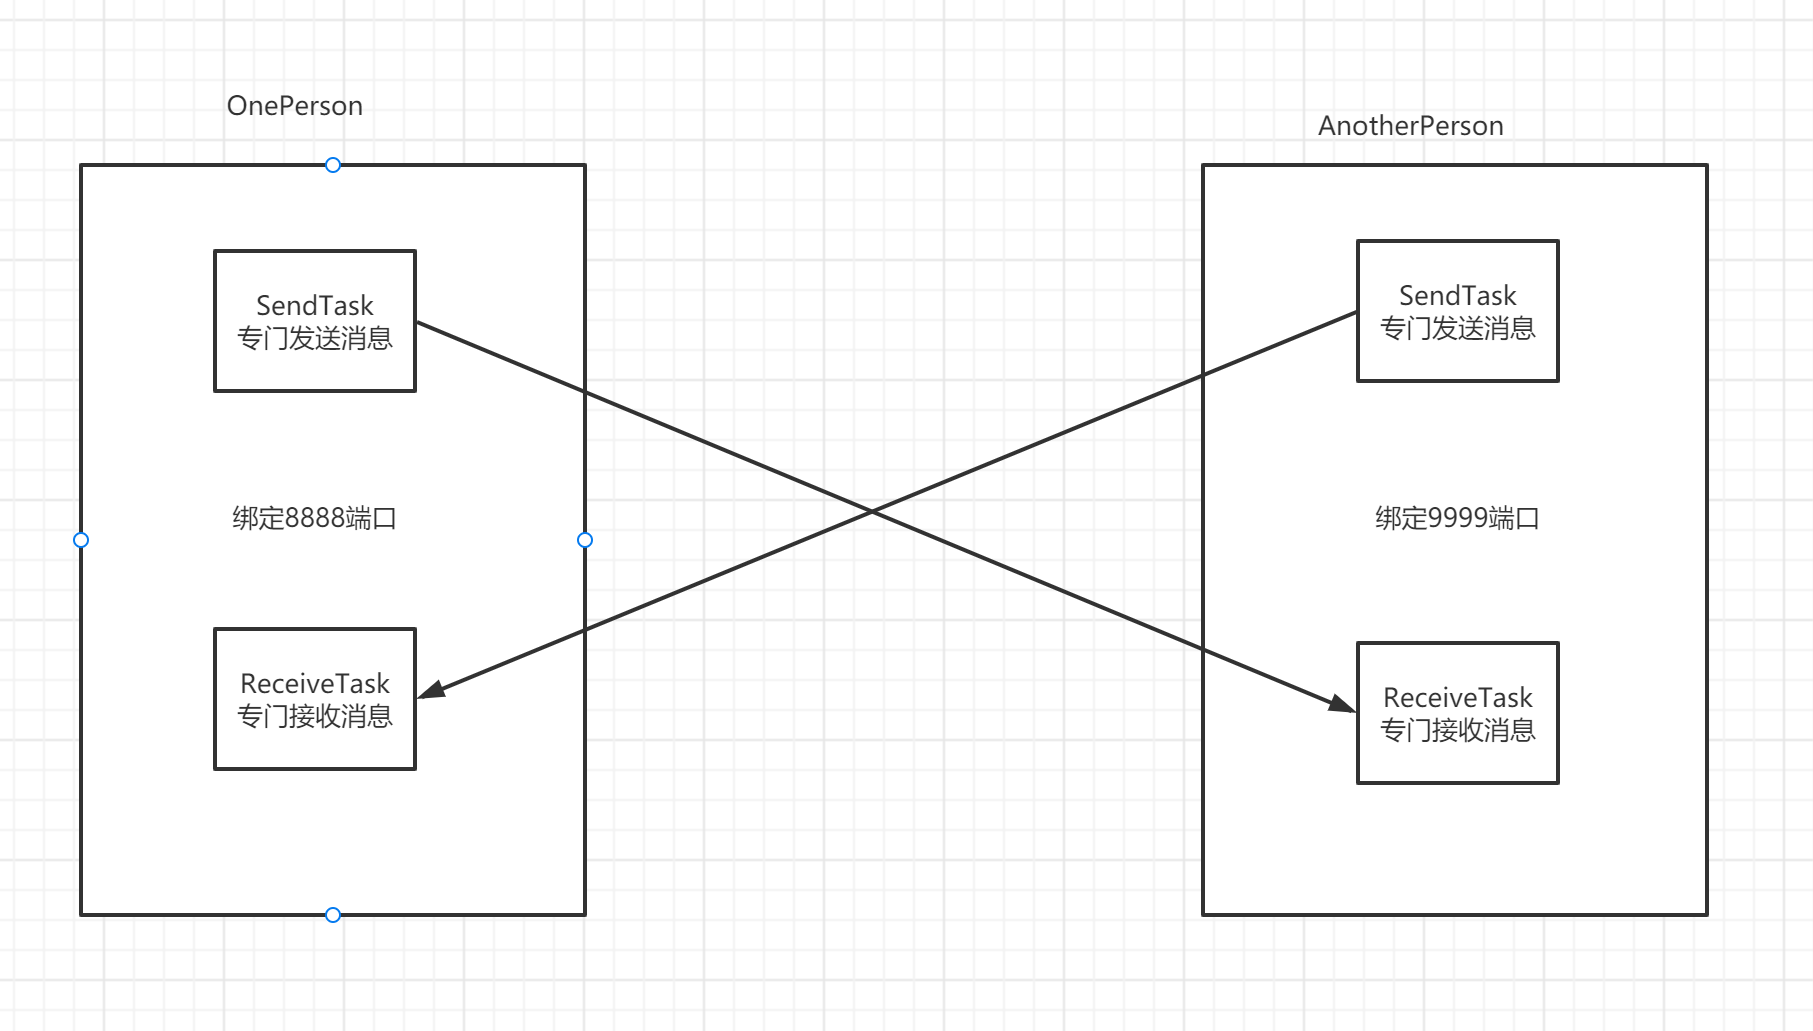 OnePerson
AnotherPerson
SendTask
专门发送消息
SendTask
专门发送消息
绑定8888端口
绑定9999端口
ReceiveTask
专门接收消息
ReceiveTask
专门接收消息